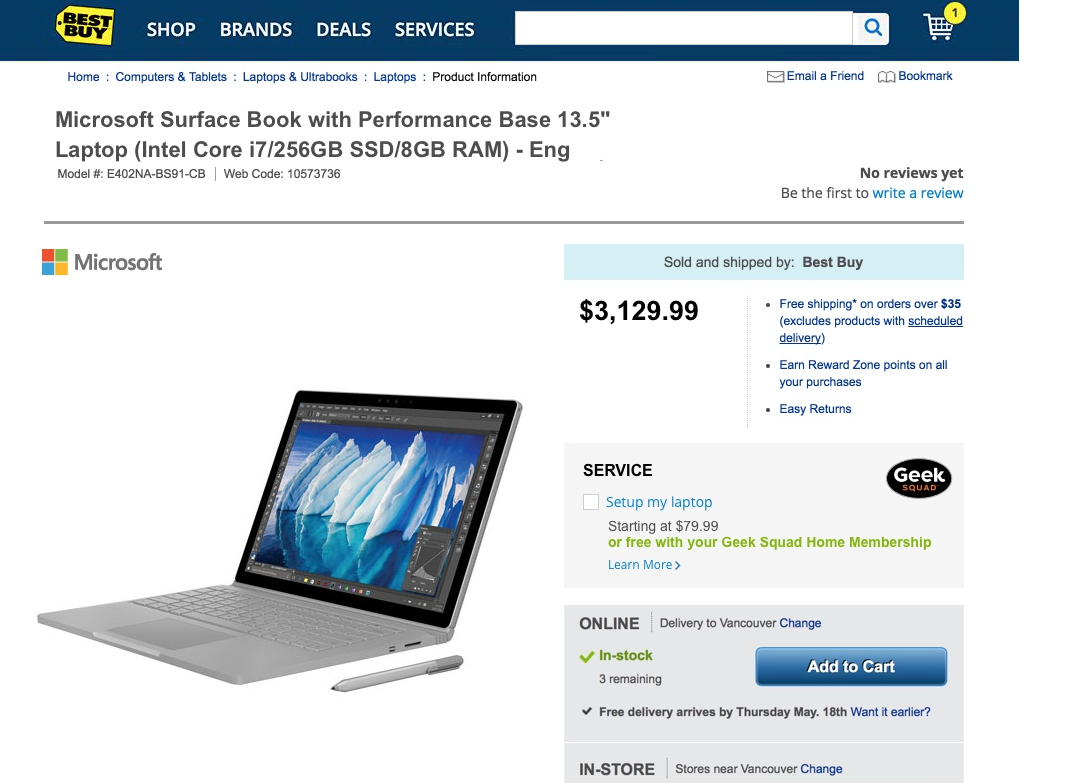 BEST BUY
SHOP BRANDS DEALS SERVICES
1
Home : Computers & Tablets : Laptops & Ultrabooks : Laptops : Product Information
Email a Friend Bookmark
Microsoft Surface Book with Performance Base 13.5"
Laptop (Intel Core i7/256GB SSD/8GB RAM) - Eng
Model #: E402NA-BS91-CB Web Code: 10573736
No reviews yet
Be the first to write a review
Microsoft
Sold and shipped by: Best Buy
$3,129.99
Free shipping* on orders over $35
(excludes products with scheduled
delivery)
Earn Reward Zone points on all
your purchases
Easy Returns
SERVICE
Geek
SQUAD
Setup my laptop
Starting at $79.99
or free with your Geek Squad Home Membership
Learn More
ONLINE Delivery to Vancouver Change
In-stock
3 remaining
Add to Cart
Free delivery arrives by Thursday May. 18th Want it earlier?
IN-STORE Stores near Vancouver Change